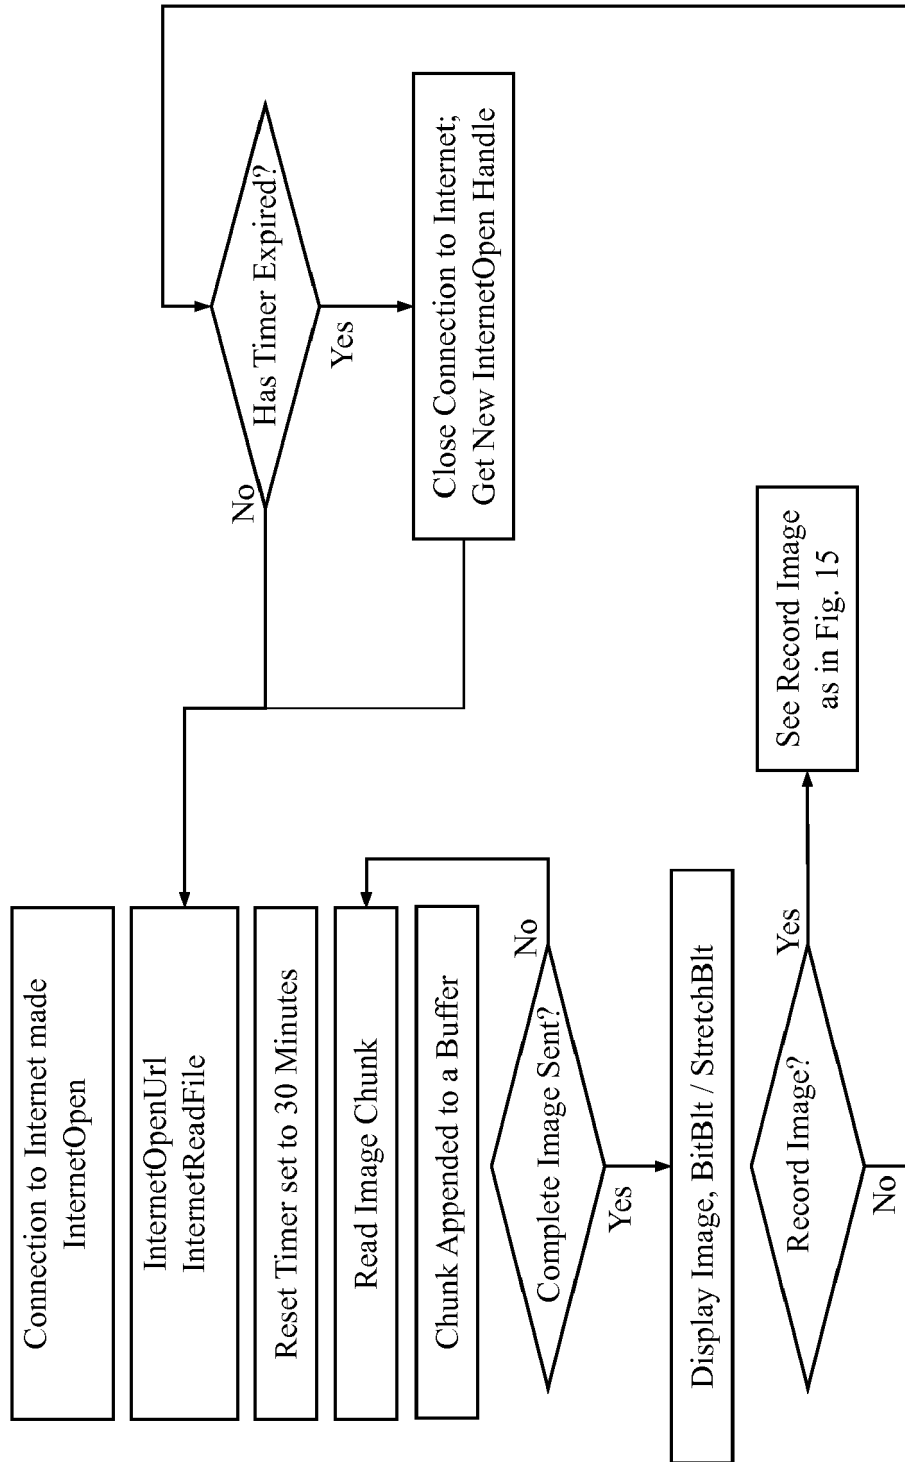 Connection to Internet made
InternetOpen
InternetOpenUrl
InternetReadFile
Reset Timer set to 30 Minutes
Read Image Chunk
Chunk Appended to a Buffer
Complete Image Sent?
No
Yes
Display Image, BitBlt / StretchBlt
Record Image?
Yes
No
See Record Image
as in Fig. 15
Has Timer Expired?
No
Yes
Close Connection to Internet;
Get New InternetOpen Handle